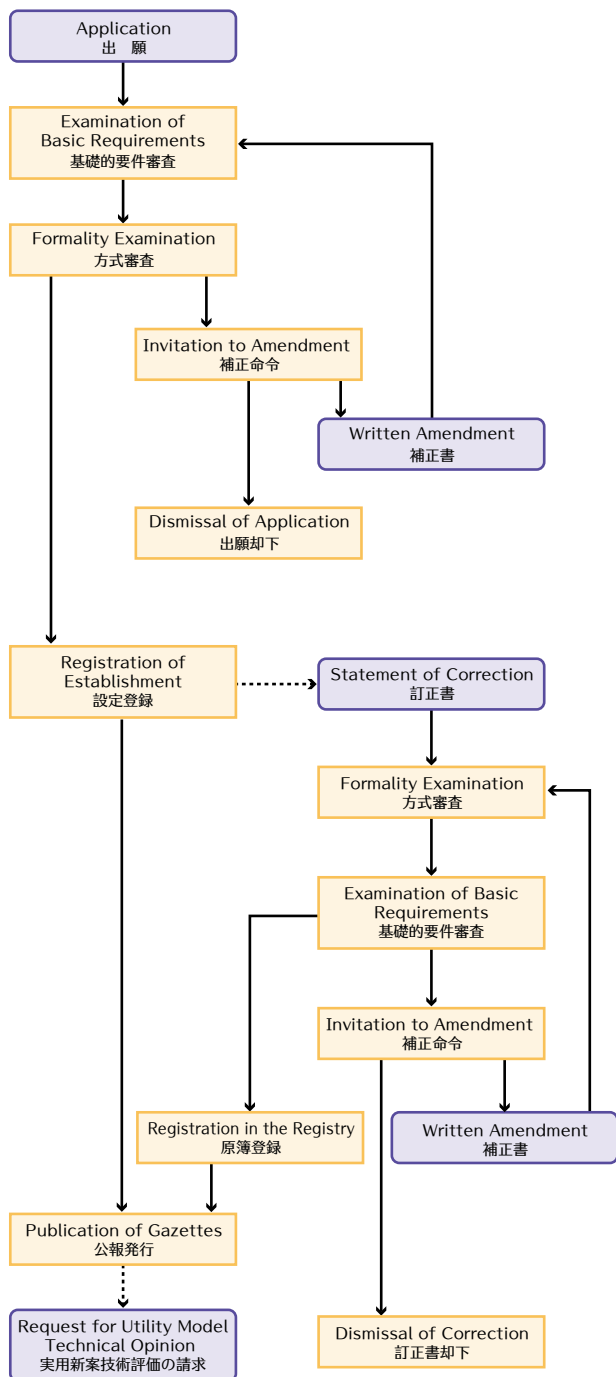 Application
出　願
Examination of
Basic Requirements
基礎的要件審査
Formality Examination
方式審査
Invitation to Amendment
補正命令
Written Amendment
補正書
Dismissal of Application
出願却下
Registration of
Establishment
設定登録
Statement of Correction
訂正書
Formality Examination
方式審査
Examination of Basic
Requirements
基礎的要件審査
Invitation to Amendment
補正命令
Registration in the Registry
原簿登録
Written Amendment
補正書
Publication of Gazettes
公報発行
Request for Utility Model
Technical Opinion
実用新案技術評価の請求
Dismissal of Correction
訂正書却下